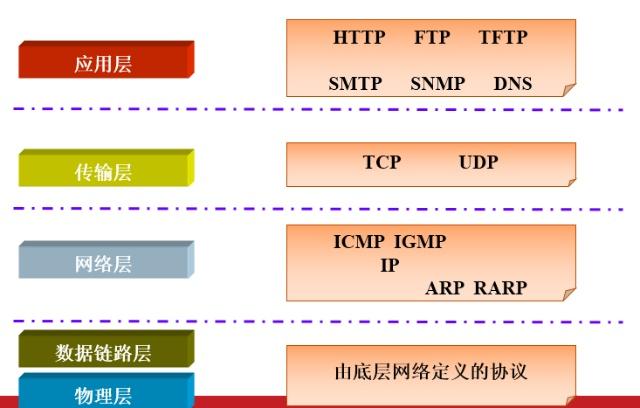 应用层
HTTP FTP TFTP
SMTP SNMP DNS
传输层
TCP UDP
网络层
ICMP IGMP
IP
ARP RARP
数据链路层
物理层
由底层网络定义的协议